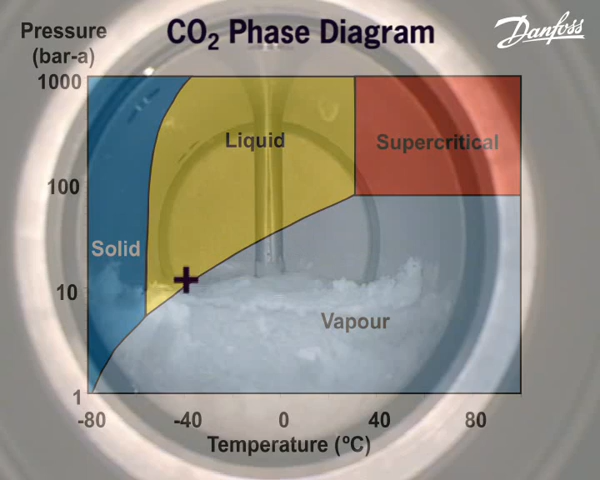 Pressure
(bar-a)
CO₂ Phase Diagram
Danfoss
1000
100
10
1
Solid
Liquid
Supercritical
Vapour
-80
-40
0
40
80
Temperature (ºC)